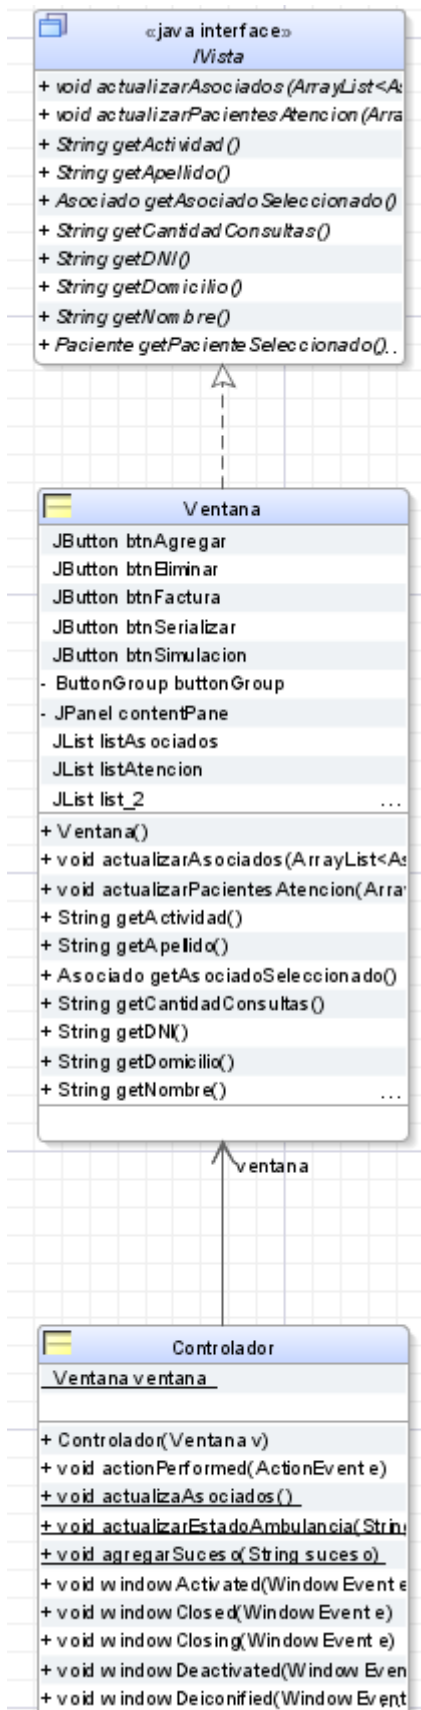 «java interface»
IVista
+ void actualizarAsociados(ArrayList<As
+ void actualizarPacientesAtencion(Arra
+ String getActividad()
+ String getApellido()
+ Asociado getAsociadoSeleccionado()
+ String getCantidadConsultas()
+ String getDNI()
+ String getDomicilio()
+ String getNombre()
+ Paciente getPacienteSeleccionado()...
Ventana
JButton btnAgregar
JButton btnEliminar
JButton btnFactura
JButton btnSerializar
JButton btnSimulacion
- ButtonGroup buttonGroup
- JPanel contentPane
JList listAsociados
JList listAtencion
JList list_2 ...
+ Ventana()
+ void actualizarAsociados(ArrayList<As
+ void actualizarPacientesAtencion(Arra
+ String getActividad()
+ String getApellido()
+ Asociado getAsociadoSeleccionado()
+ String getCantidadConsultas()
+ String getDNI()
+ String getDomicilio()
+ String getNombre() ...
ventana
Controlador
Ventana ventana
+ Controlador(Ventana v)
+ void actionPerformed(ActionEvent e)
+ void actualizaAsociados()
+ void actualizarEstadoAmbulancia(Strin
+ void agregarSuceso(String suceso)
+ void windowActivated(WindowEvent e
+ void windowClosed(WindowEvent e)
+ void windowClosing(WindowEvent e)
+ void windowDeactivated(WindowEven
+ void windowDeiconified(WindowEvent